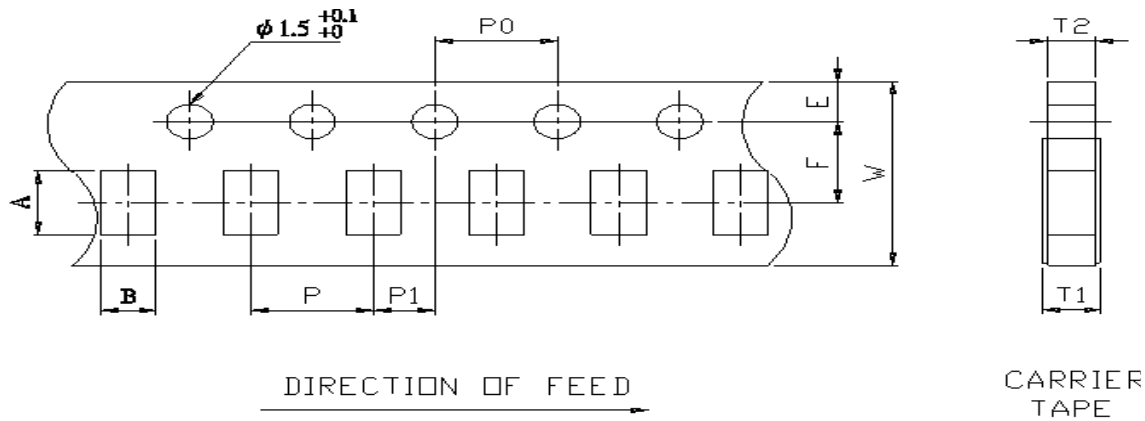 φ1.5 +0.1
+0
P0
T2
E
F
W
A
B
P
P1
T1
DIRECTION OF FEED
CARRIER
TAPE